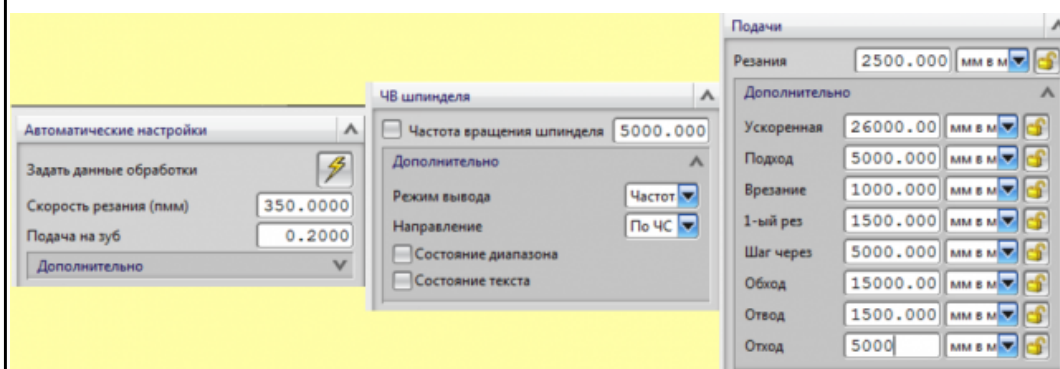 Автоматические настройки
Задать данные обработки
Скорость резания (пмм) 350.0000
Подача на зуб 0.2000
Дополнительно
ЧВ шпинделя
Частота вращения шпинделя 5000.000
Дополнительно
Режим вывода Частот
Направление По ЧС
Состояние диапазона
Состояние текста
Подачи
Резания 2500.000 мм в м
Дополнительно
Ускоренная 26000.00 мм в м
Подход 5000.000 мм в м
Врезание 1000.000 мм в м
1-ый рез 1500.000 мм в м
Шаг через 5000.000 мм в м
Обход 15000.00 мм в м
Отвод 1500.000 мм в м
Отход 5000 мм в м